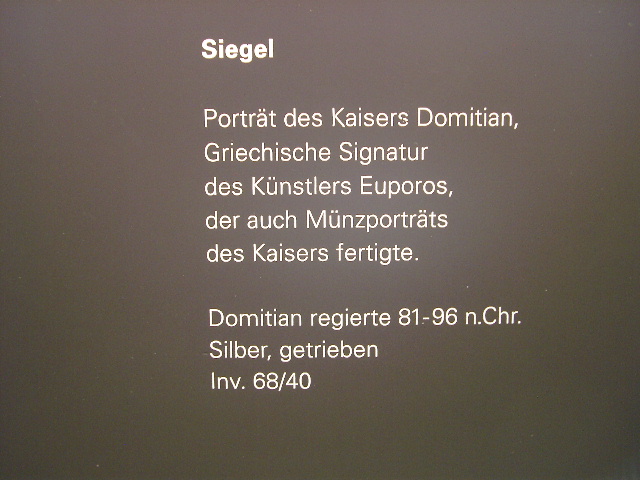 Siegel
Porträt des Kaisers Domitian,
Griechische Signatur
des Künstlers Euporos,
der auch Münzporträts
des Kaisers fertigte.
Domitian regierte 81-96 n.Chr.
Silber, getrieben
Inv. 68/40